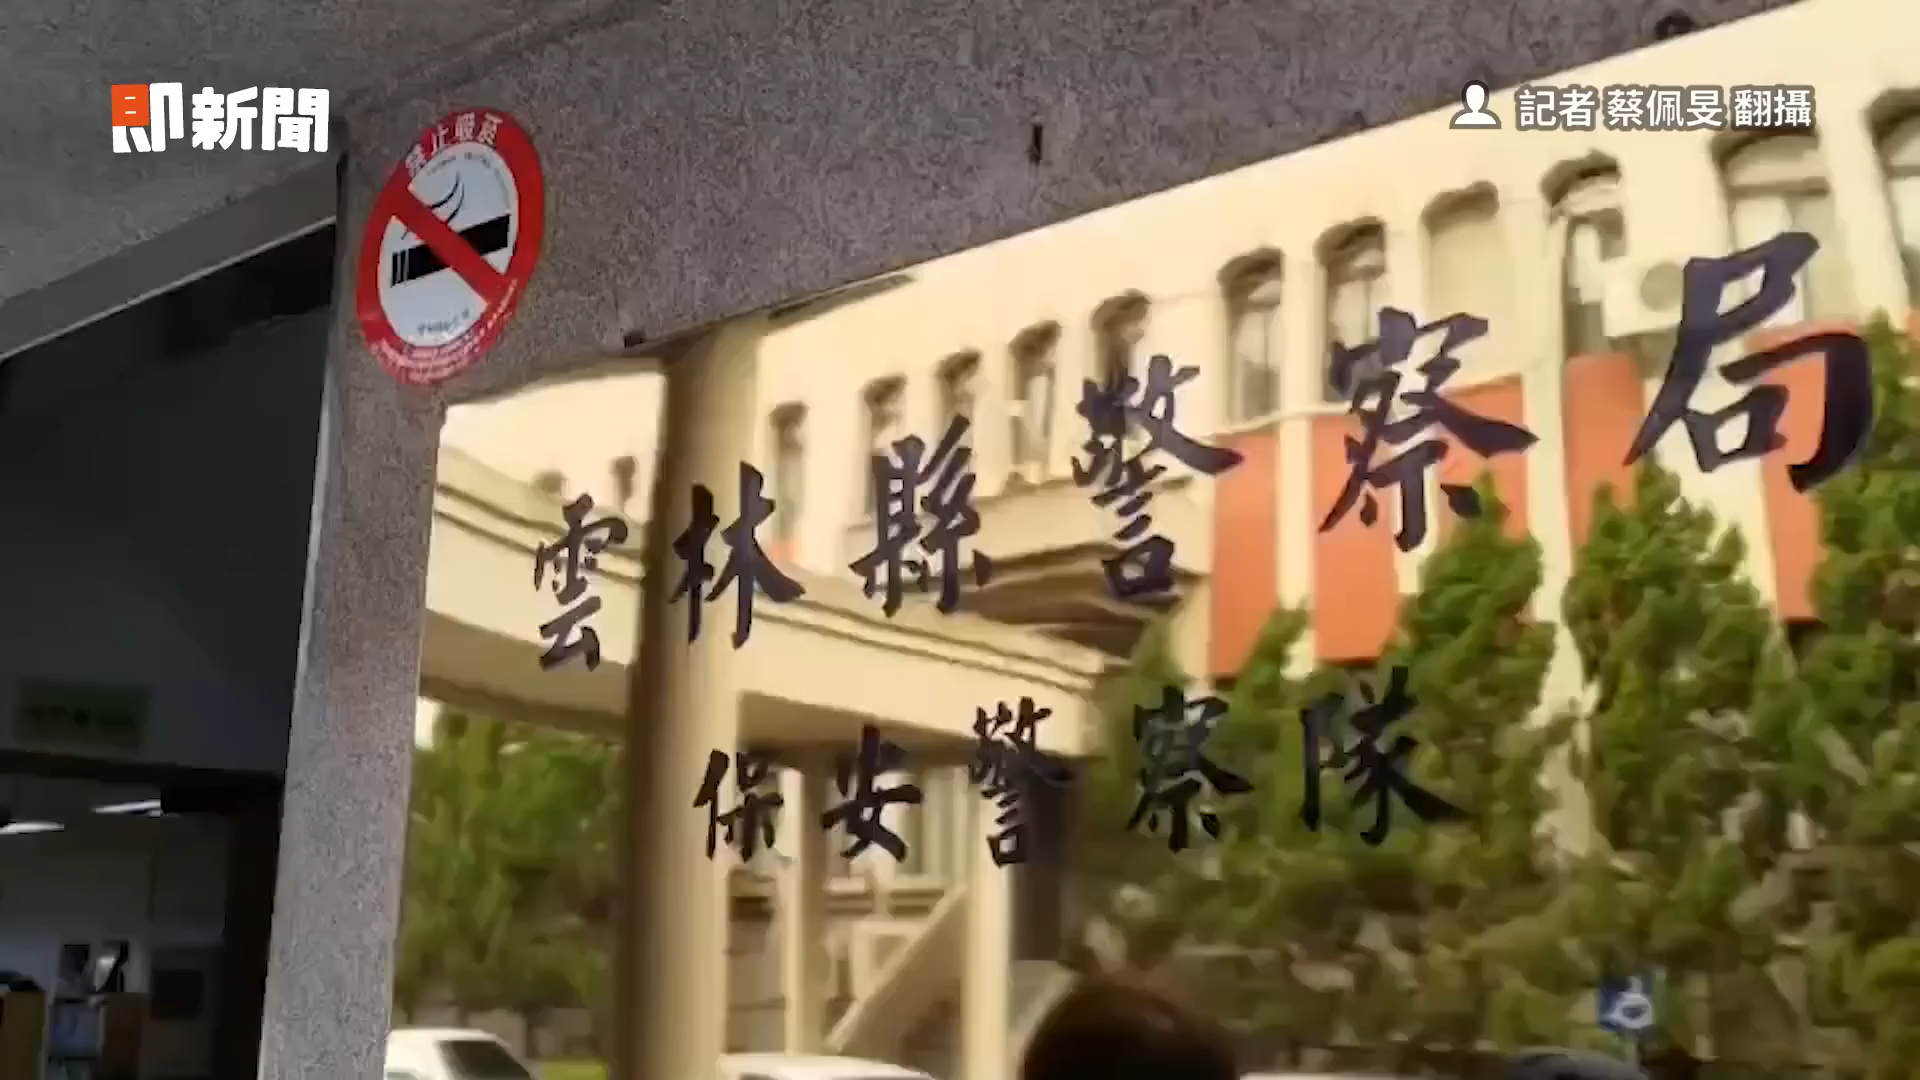 即新聞
記者 蔡佩旻 翻攝
禁止吸菸
雲林縣警察局
保安警察隊